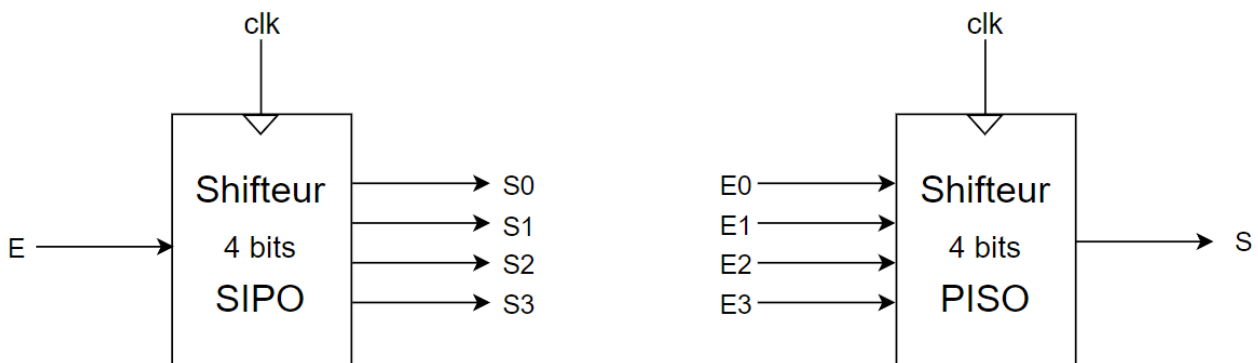 clk
Shifteur
4 bits
SIPO
E
S0
S1
S2
S3
clk
E0
E1
E2
E3
Shifteur
4 bits
PISO
S